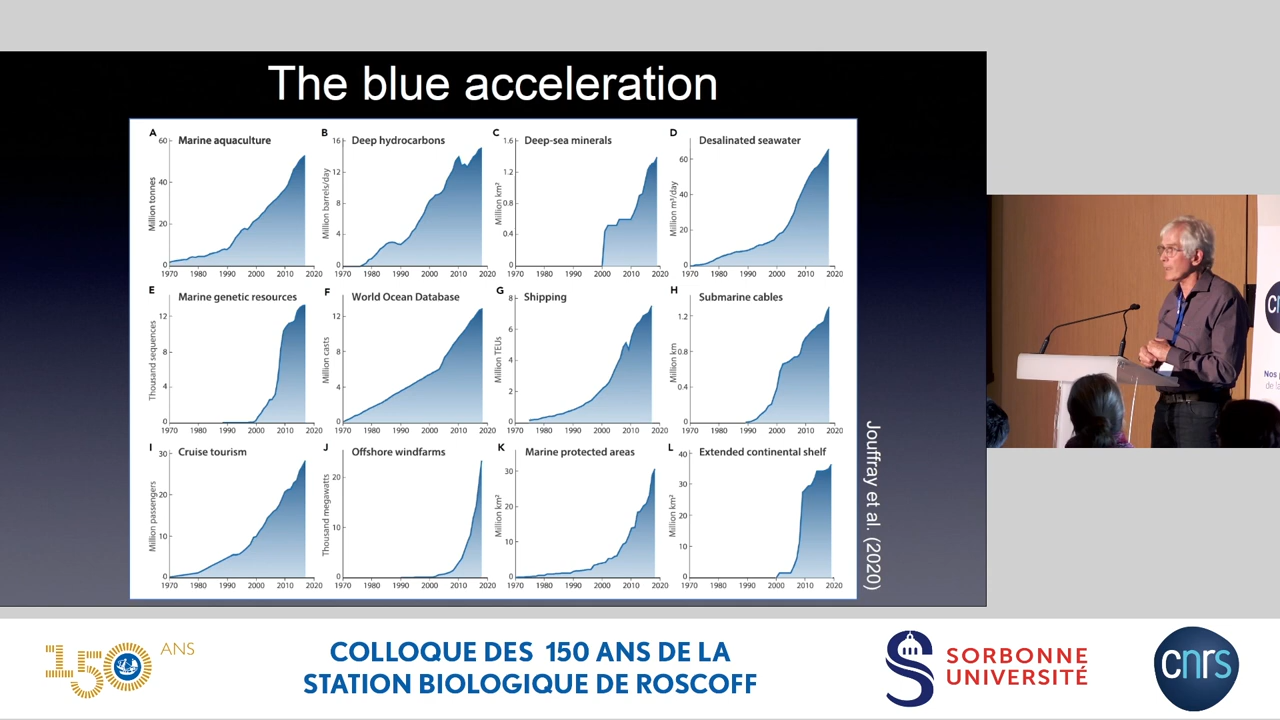 The blue acceleration
A Marine aquaculture
Million tonnes
60
40
20
0
1970 1980 1990 2000 2010 2020
B Deep hydrocarbons
Million barrels/day
16
12
8
4
0
1970 1980 1990 2000 2010 2020
C Deep-sea minerals
Million km²
1.6
1.2
0.8
0.4
0
1970 1980 1990 2000 2010 2020
D Desalinated seawater
Million m³/day
60
40
20
0
1970 1980 1990 2000 2010 2020
E Marine genetic resources
Thousand sequences
12
8
4
0
1970 1980 1990 2000 2010 2020
F World Ocean Database
Million casts
12
8
4
0
1970 1980 1990 2000 2010 2020
G Shipping
Million TEUs
8
6
4
2
0
1970 1980 1990 2000 2010 2020
H Submarine cables
Million km
1.2
0.8
0.4
0
1970 1980 1990 2000 2010 2020
I Cruise tourism
Million passengers
30
20
10
0
1970 1980 1990 2000 2010 2020
J Offshore windfarms
Thousand megawatts
20
10
0
1970 1980 1990 2000 2010 2020
K Marine protected areas
Million km²
30
20
10
0
1970 1980 1990 2000 2010 2020
L Extended continental shelf
Million km²
40
30
20
10
0
1970 1980 1990 2000 2010 2020
Jouffray et al. (2020)
Nos
de la
150 ANS
COLLOQUE DES 150 ANS DE LA
STATION BIOLOGIQUE DE ROSCOFF
SORBONNE
UNIVERSITÉ
cnrs